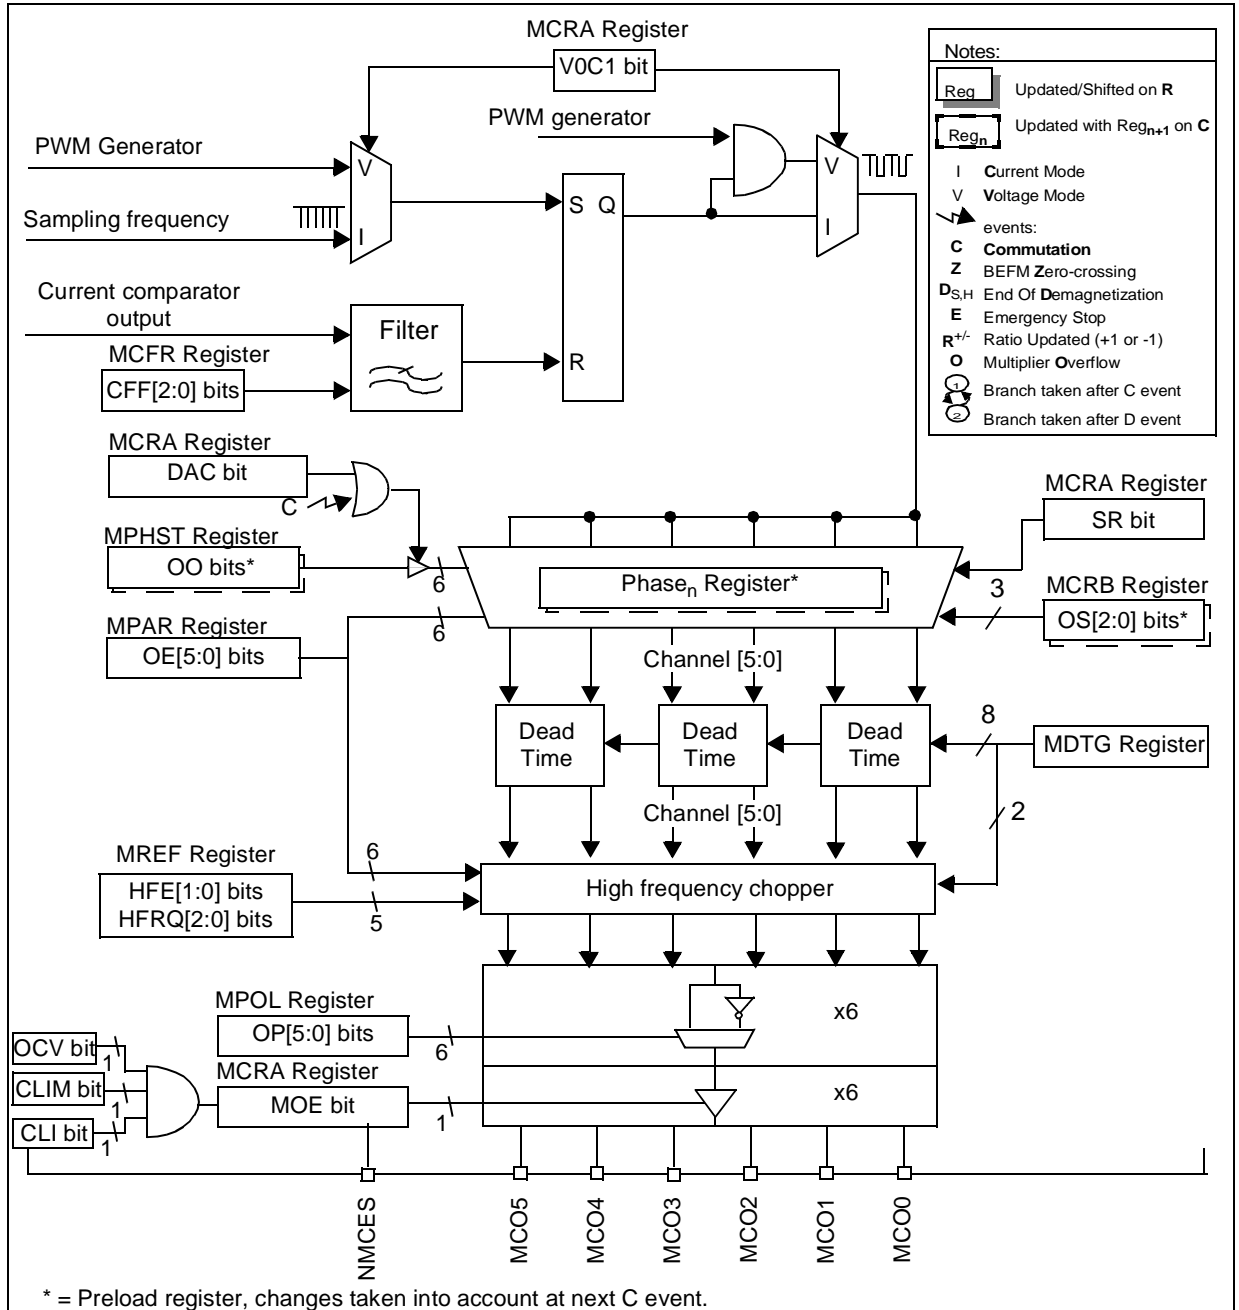 MCRA Register
V0C1 bit
PWM generator
PWM Generator
V
I
Sampling frequency
Current comparator
output
MCFR Register
CFF[2:0] bits
Filter
S Q
R
V
I
Notes:
Reg Updated/Shifted on R
Regn Updated with Regn+1 on C
I Current Mode
V Voltage Mode
events:
C Commutation
Z BEFM Zero-crossing
DS,H End Of Demagnetization
E Emergency Stop
R+/- Ratio Updated (+1 or -1)
O Multiplier Overflow
1 Branch taken after C event
2 Branch taken after D event
MCRA Register
DAC bit
C
MPHST Register
OO bits*
6
MPAR Register
OE[5:0] bits
6
Phasen Register*
MCRA Register
SR bit
MCRB Register
3
OS[2:0] bits*
Channel [5:0]
Dead Time
Dead Time
Dead Time
8
MDTG Register
2
Channel [5:0]
MREF Register
HFE[1:0] bits
HFRQ[2:0] bits
6
5
High frequency chopper
MPOL Register
OP[5:0] bits
6
x6
OCV bit
1
CLIM bit
1
CLI bit
1
MCRA Register
MOE bit
1
x6
NMCES
MCO5
MCO4
MCO3
MCO2
MCO1
MCO0
* = Preload register, changes taken into account at next C event.